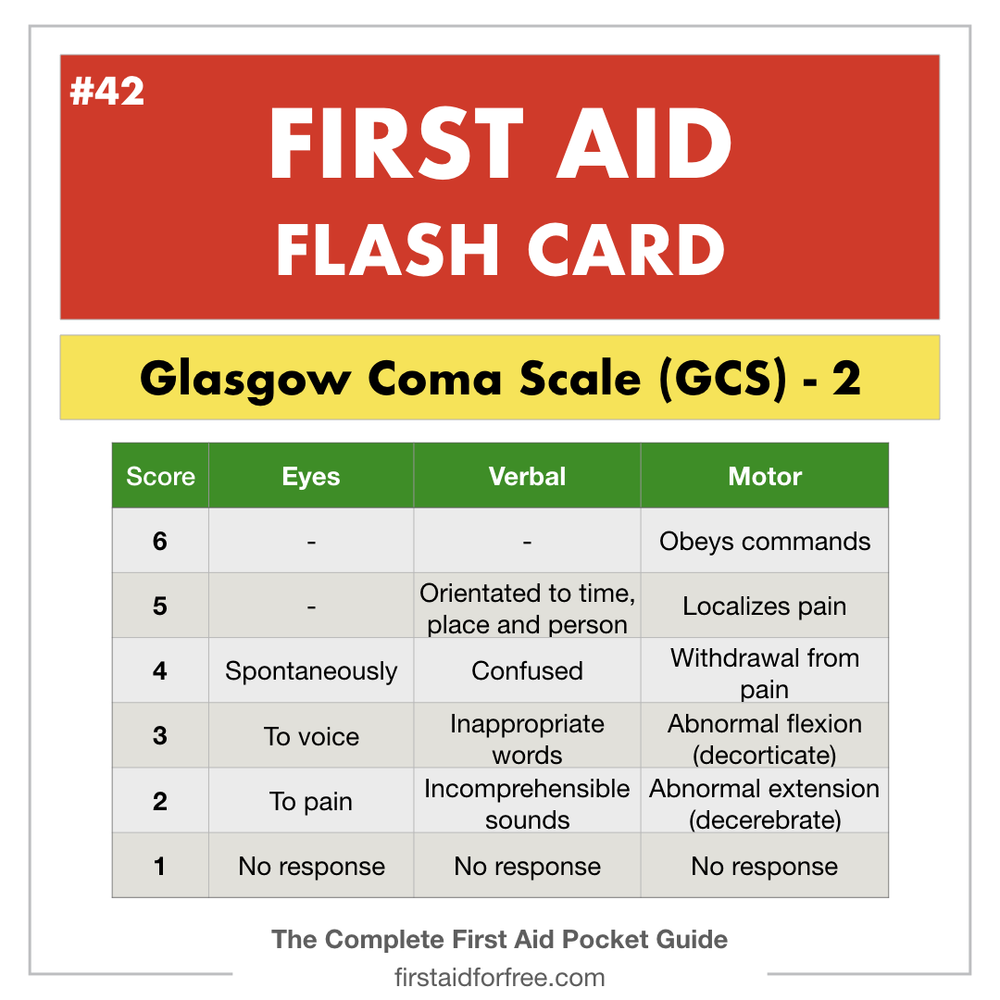 #42
FIRST AID
FLASH CARD
Glasgow Coma Scale (GCS) - 2
Score Eyes Verbal Motor
6 - - Obeys commands
5 - Orientated to time, place and person Localizes pain
4 Spontaneously Confused Withdrawal from pain
3 To voice Inappropriate words Abnormal flexion (decorticate)
2 To pain Incomprehensible sounds Abnormal extension (decerebrate)
1 No response No response No response
The Complete First Aid Pocket Guide
firstaidforfree.com